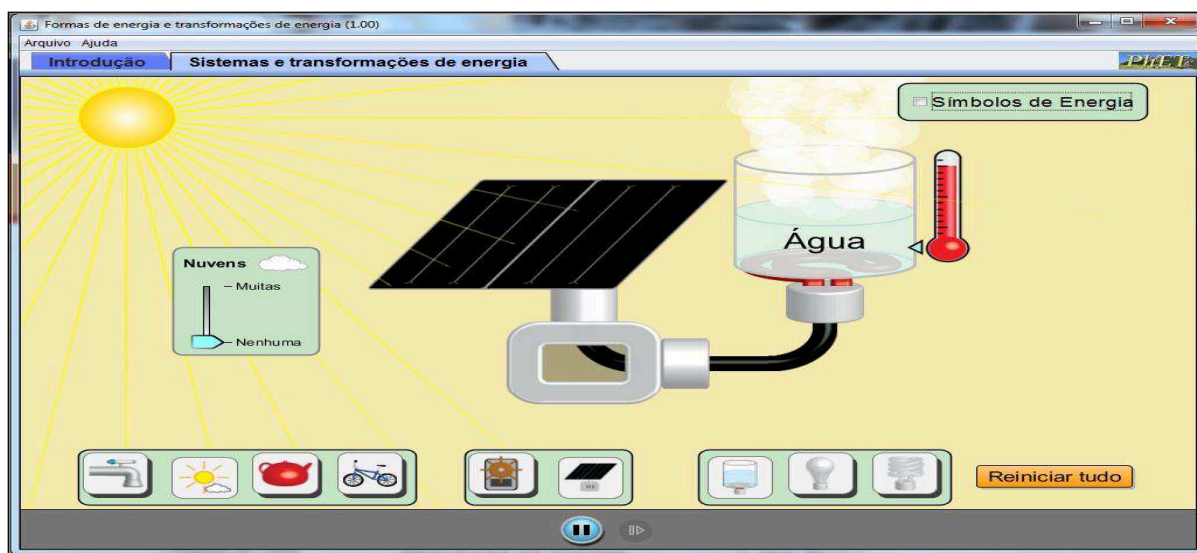 Formas de energia e transformações de energia (1.00)
Arquivo Ajuda
Introdução Sistemas e transformações de energia
PhET
Símbolos de Energia
Água
Nuvens
Muitas
Nenhuma
Reiniciar tudo